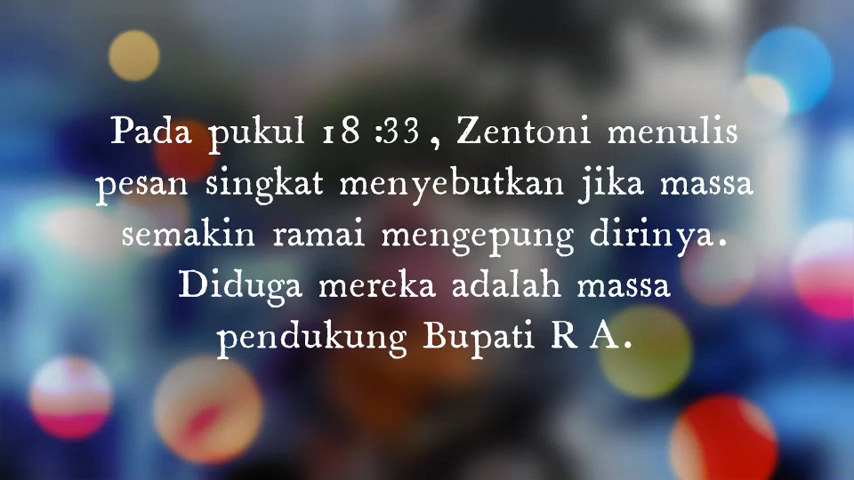 Pada pukul 18 :33 , Zentoni menulis
pesan singkat menyebutkan jika massa
semakin ramai mengepung dirinya.
Diduga mereka adalah massa
pendukung Bupati R A.